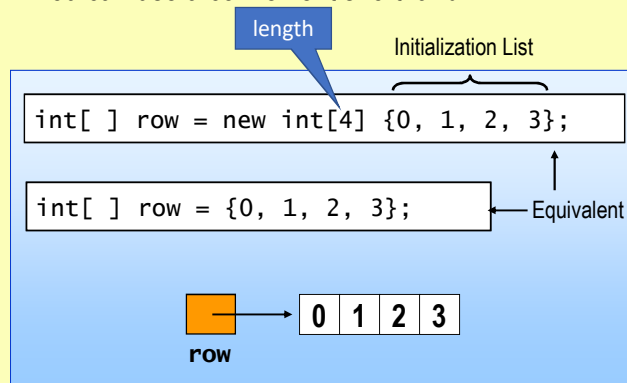 length
Initialization List
int[ ] row = new int[4] {0, 1, 2, 3};
int[ ] row = {0, 1, 2, 3};
Equivalent
0 1 2 3
row